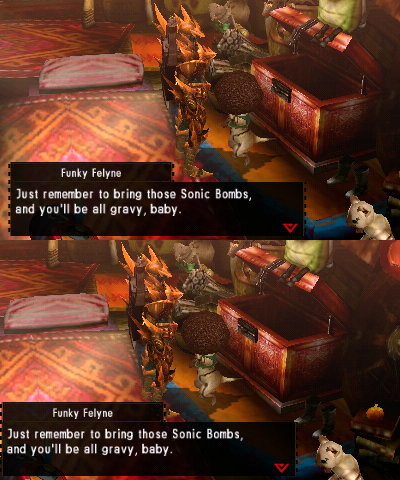 Funky Felyne
Just remember to bring those Sonic Bombs,
and you'll be all gravy, baby.
Funky Felyne
Just remember to bring those Sonic Bombs,
and you'll be all gravy, baby.